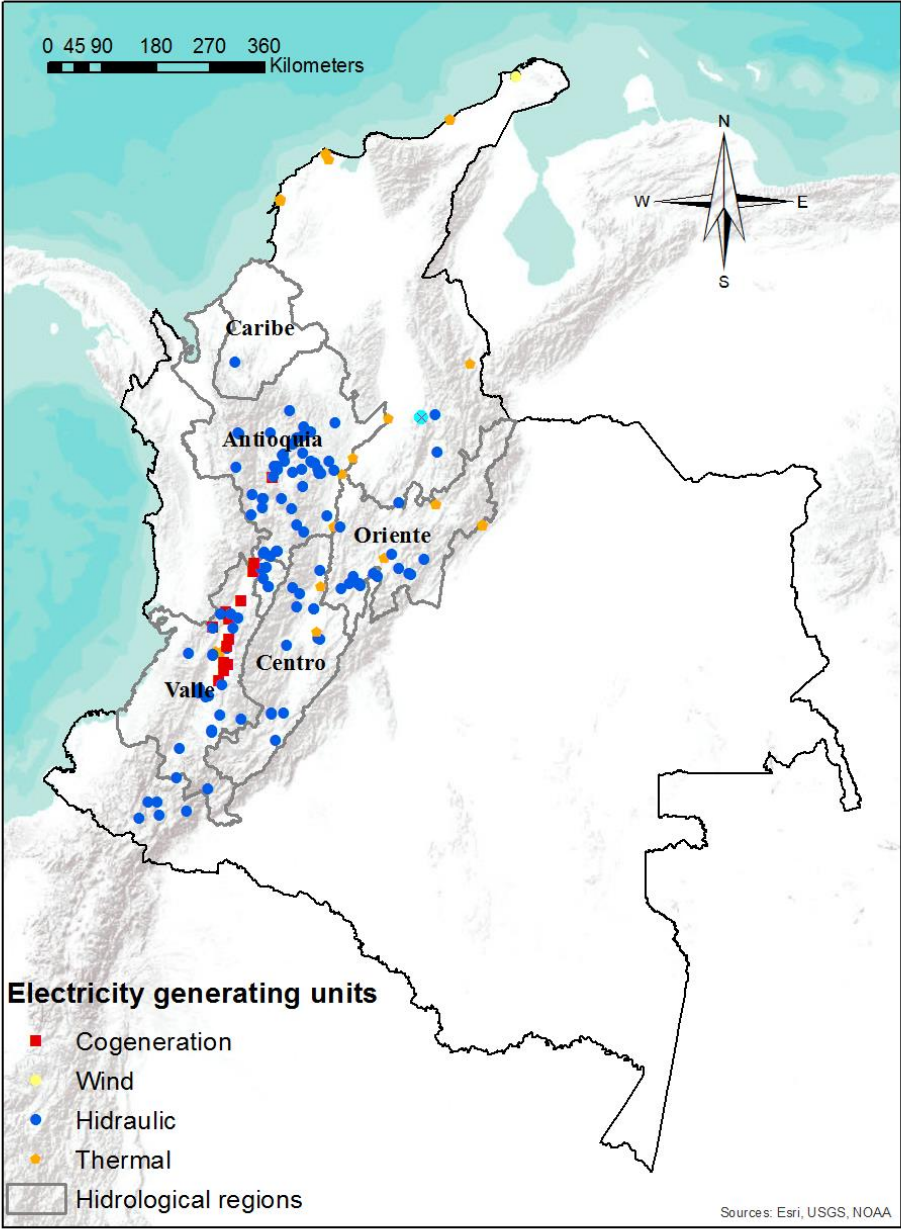 0 45 90 180 270 360
Kilometers
N
W E
S
Caribe
Antioquia
Oriente
Centro
Valle
Electricity generating units
Cogeneration
Wind
Hidraulic
Thermal
Hidrological regions
Sources: Esri, USGS, NOAA